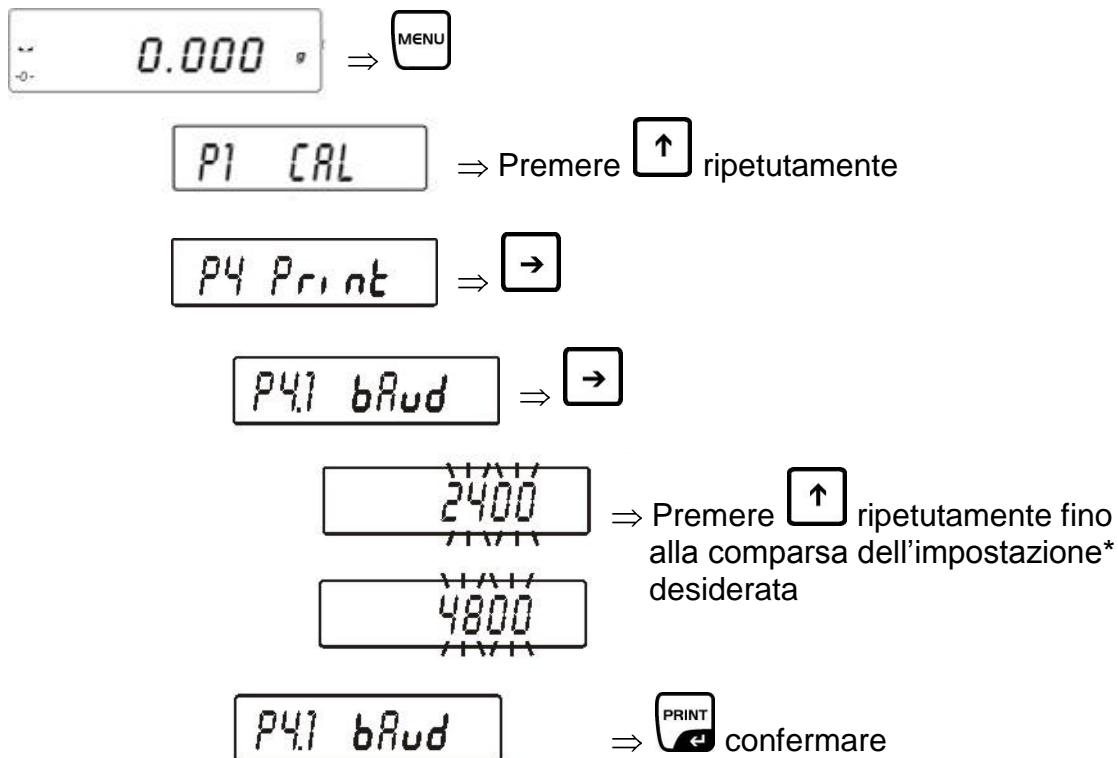 -0- 0.000 g ⇒ MENU
P1 CAL ⇒ Premere ↑ ripetutamente
P4 Print ⇒ →
P4.1 bAud ⇒ →
2400 ⇒ Premere ↑ ripetutamente fino
alla comparsa dell'impostazione*
desiderata
4800
P4.1 bAud ⇒ PRINT confermare